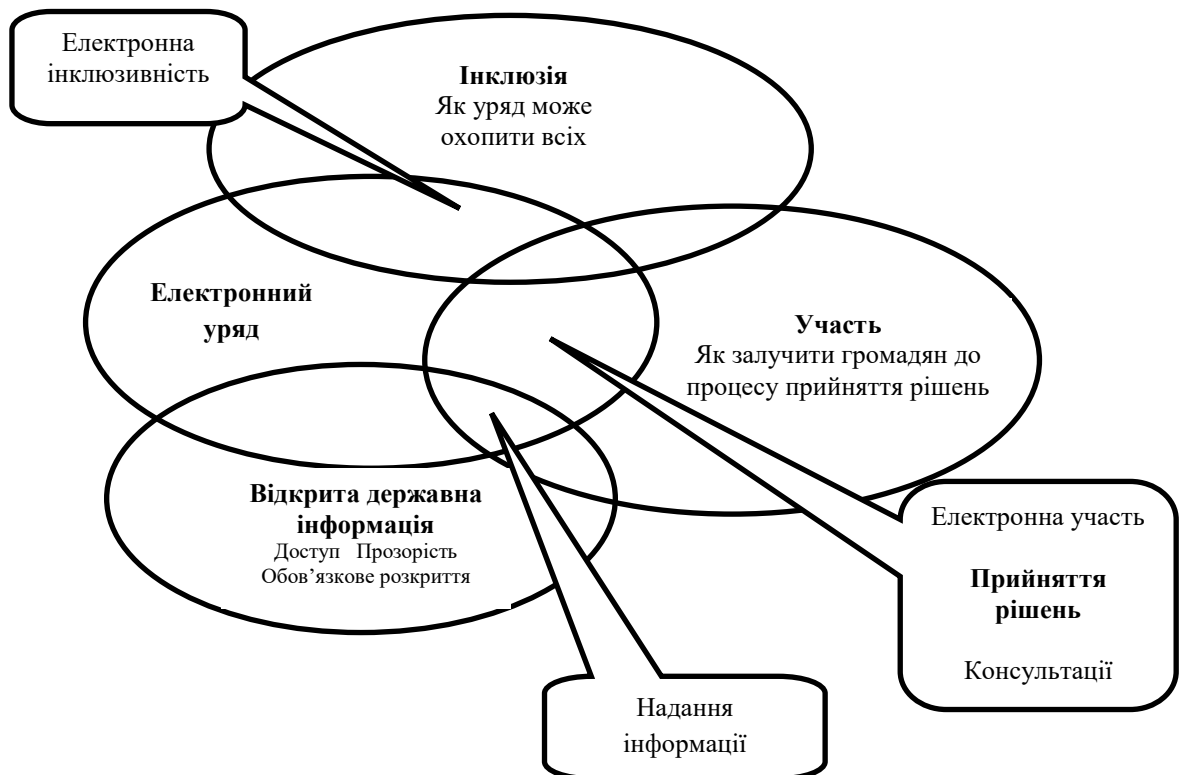 Електронна
інклюзивність
Інклюзія
Як уряд може
охопити всіх
Електронний
уряд
Участь
Як залучити громадян до
процесу прийняття рішень
Відкрита державна
інформація
Доступ Прозорість
Обов’язкове розкриття
Електронна участь
Прийняття
рішень
Консультації
Надання
інформації